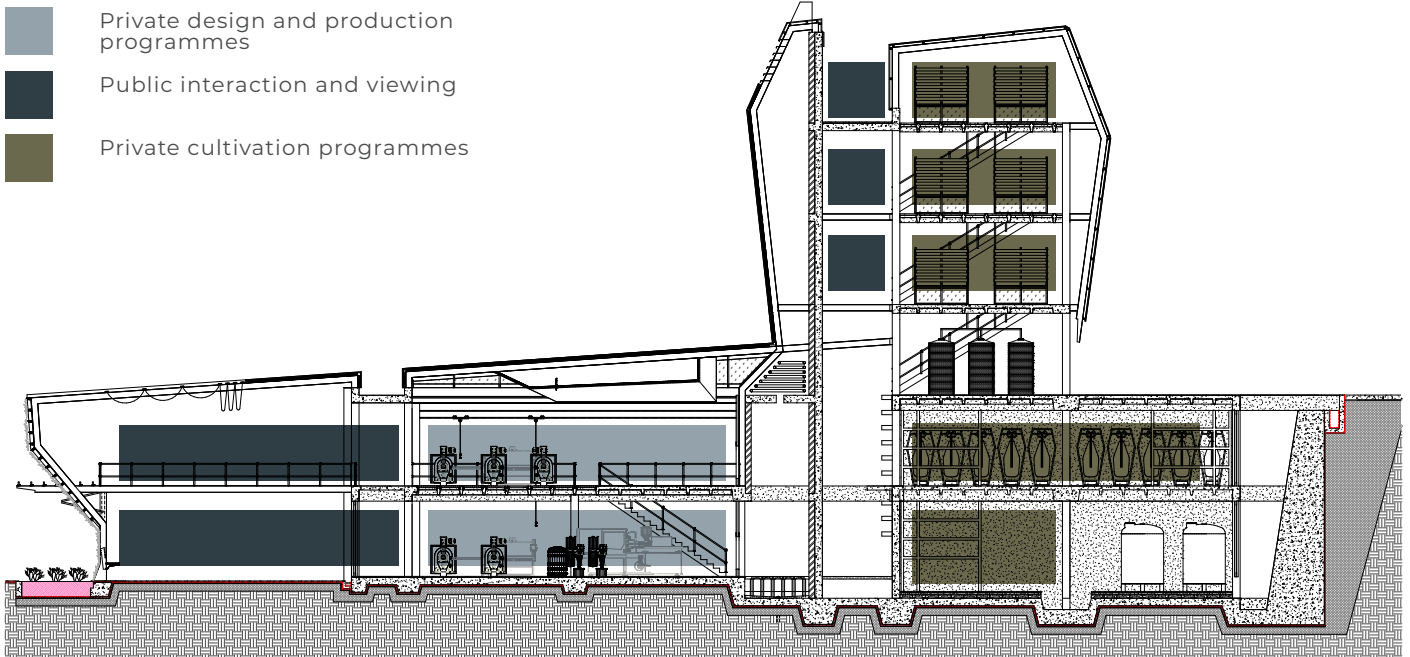 Private design and production
programmes
Public interaction and viewing
Private cultivation programmes